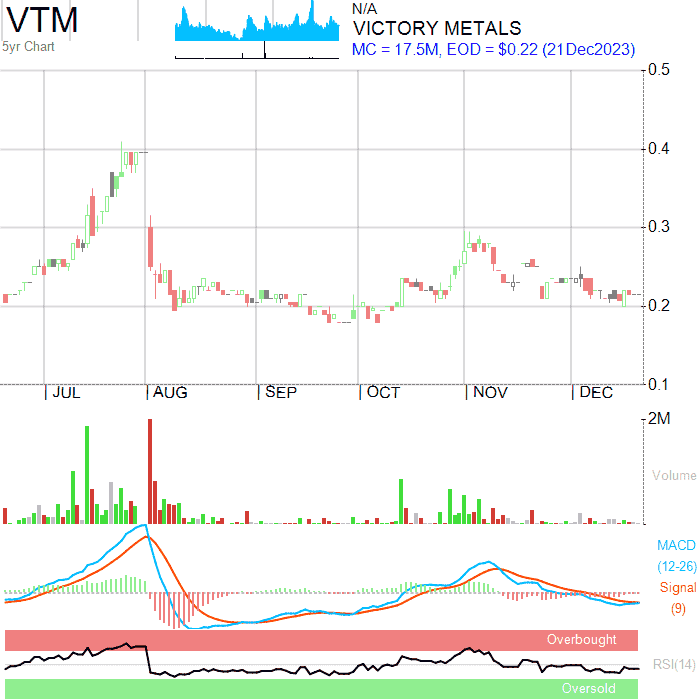 VTM
5yr Chart
N/A
VICTORY METALS
MC = 17.5M, EOD = $0.22 (21Dec2023)
0.5
0.4
0.3
0.2
0.1
JUL AUG SEP OCT NOV DEC
2M
Volume
MACD
(12-26)
Signal
(9)
Overbought
RSI(14)
Oversold